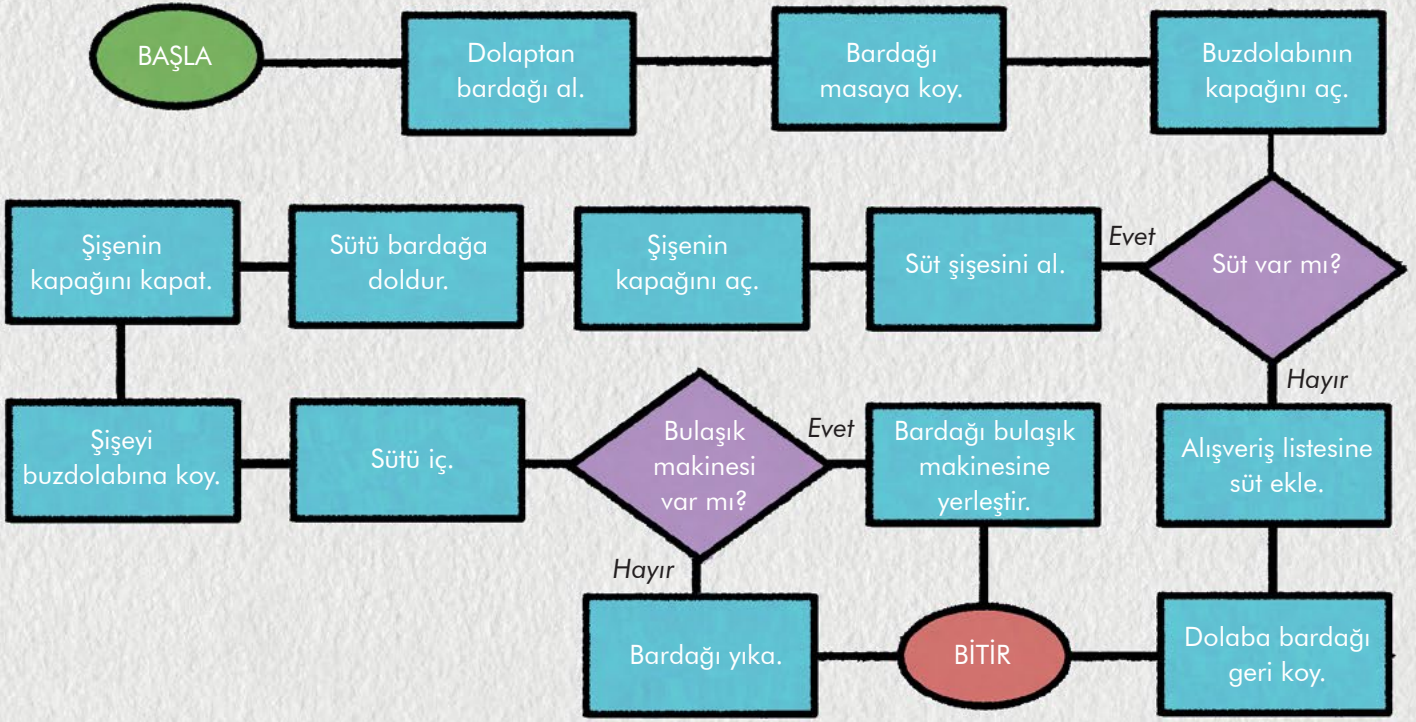 BAŞLA
Dolaptan
bardağı al.
Bardağı
masaya koy.
Buzdolabının
kapağını aç.
Süt var mı?
Evet
Süt şişesini al.
Şişenin
kapağını aç.
Sütü bardağa
doldur.
Şişenin
kapağını kapat.
Şişeyi
buzdolabına koy.
Sütü iç.
Bulaşık
makinesi
var mı?
Evet
Bardağı bulaşık
makinesine
yerleştir.
Hayır
Bardağı yıka.
Hayır
Alışveriş listesine
süt ekle.
Dolaba bardağı
geri koy.
BİTİR